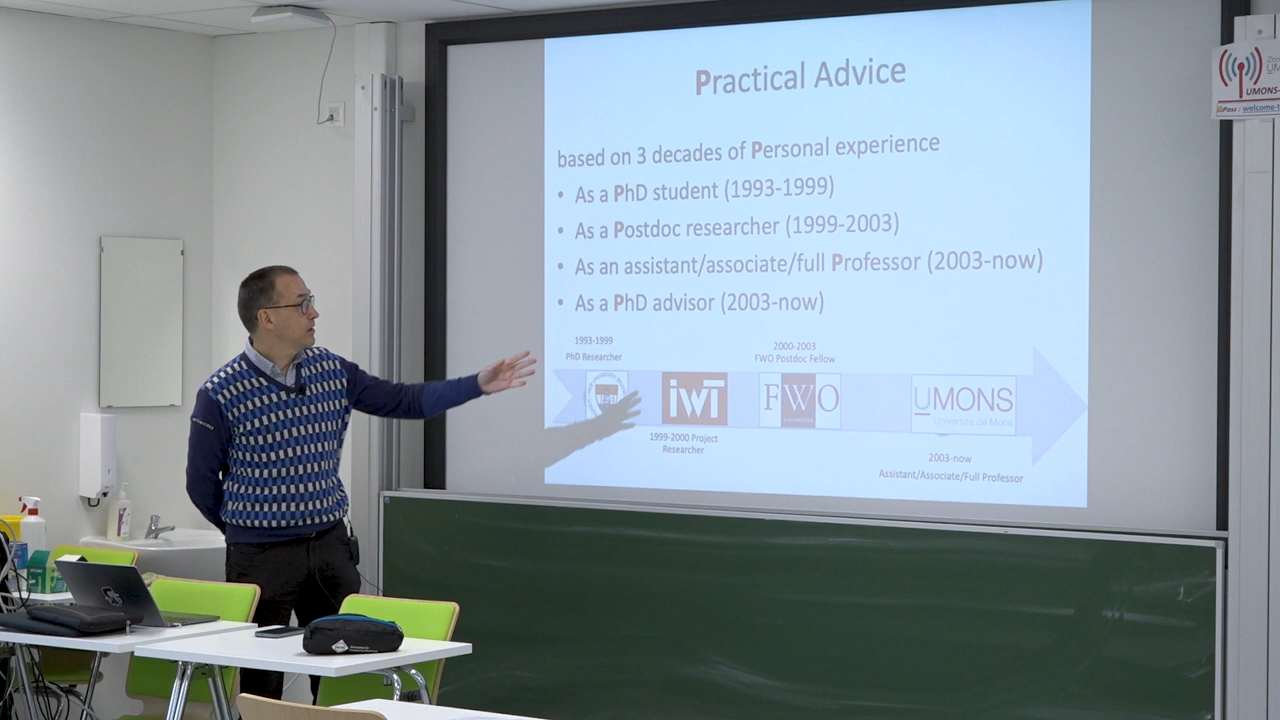 Practical Advice
based on 3 decades of Personal experience
• As a PhD student (1993-1999)
• As a Postdoc researcher (1999-2003)
• As an assistant/associate/full Professor (2003-now)
• As a PhD advisor (2003-now)
1993-1999
PhD Researcher
2000-2003
FWO Postdoc Fellow
iWT
FWO
UMONS
Université de Mons
1999-2000 Project
Researcher
2003-now
Assistant/Associate/Full Professor
UMONS-
Pass : welcome-t